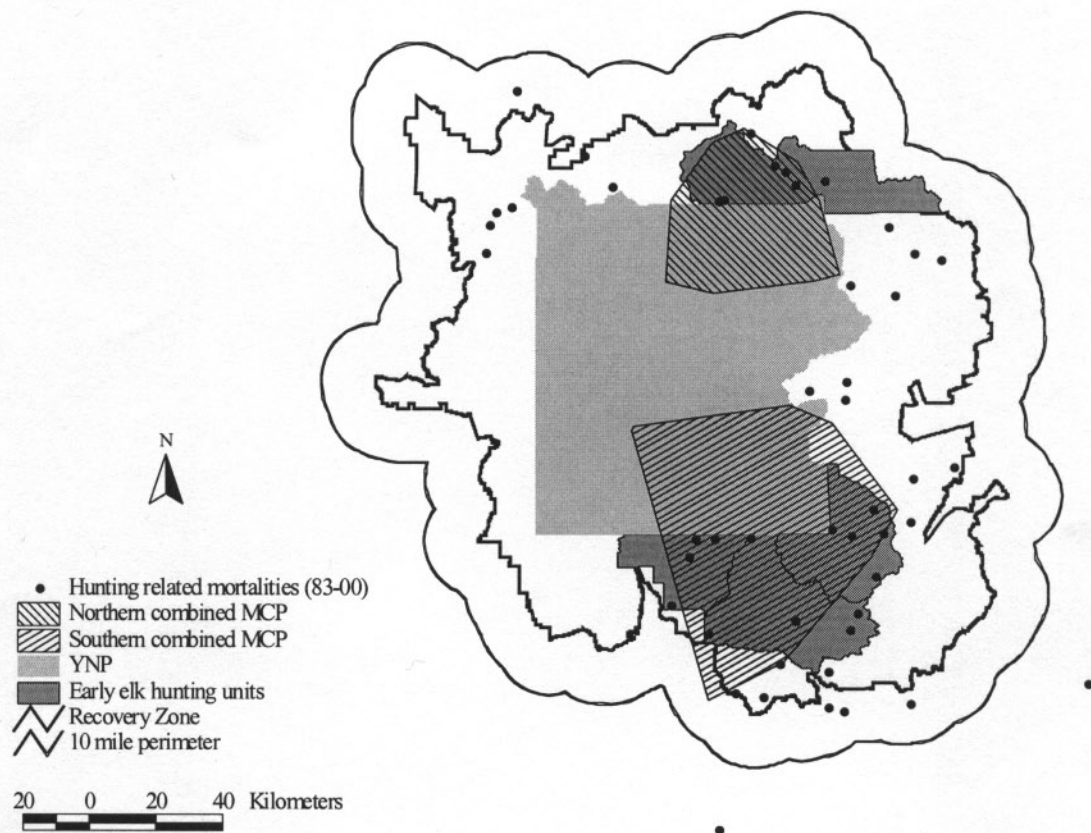 N
Hunting related mortalities (83-00)
Northern combined MCP
Southern combined MCP
YNP
Early elk hunting units
Recovery Zone
10 mile perimeter
20 0 20 40 Kilometers